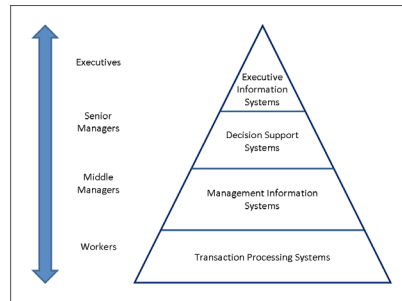 Executives
Executive
Information
Systems
Senior
Managers
Decision Support
Systems
Middle
Managers
Management Information
Systems
Workers
Transaction Processing Systems